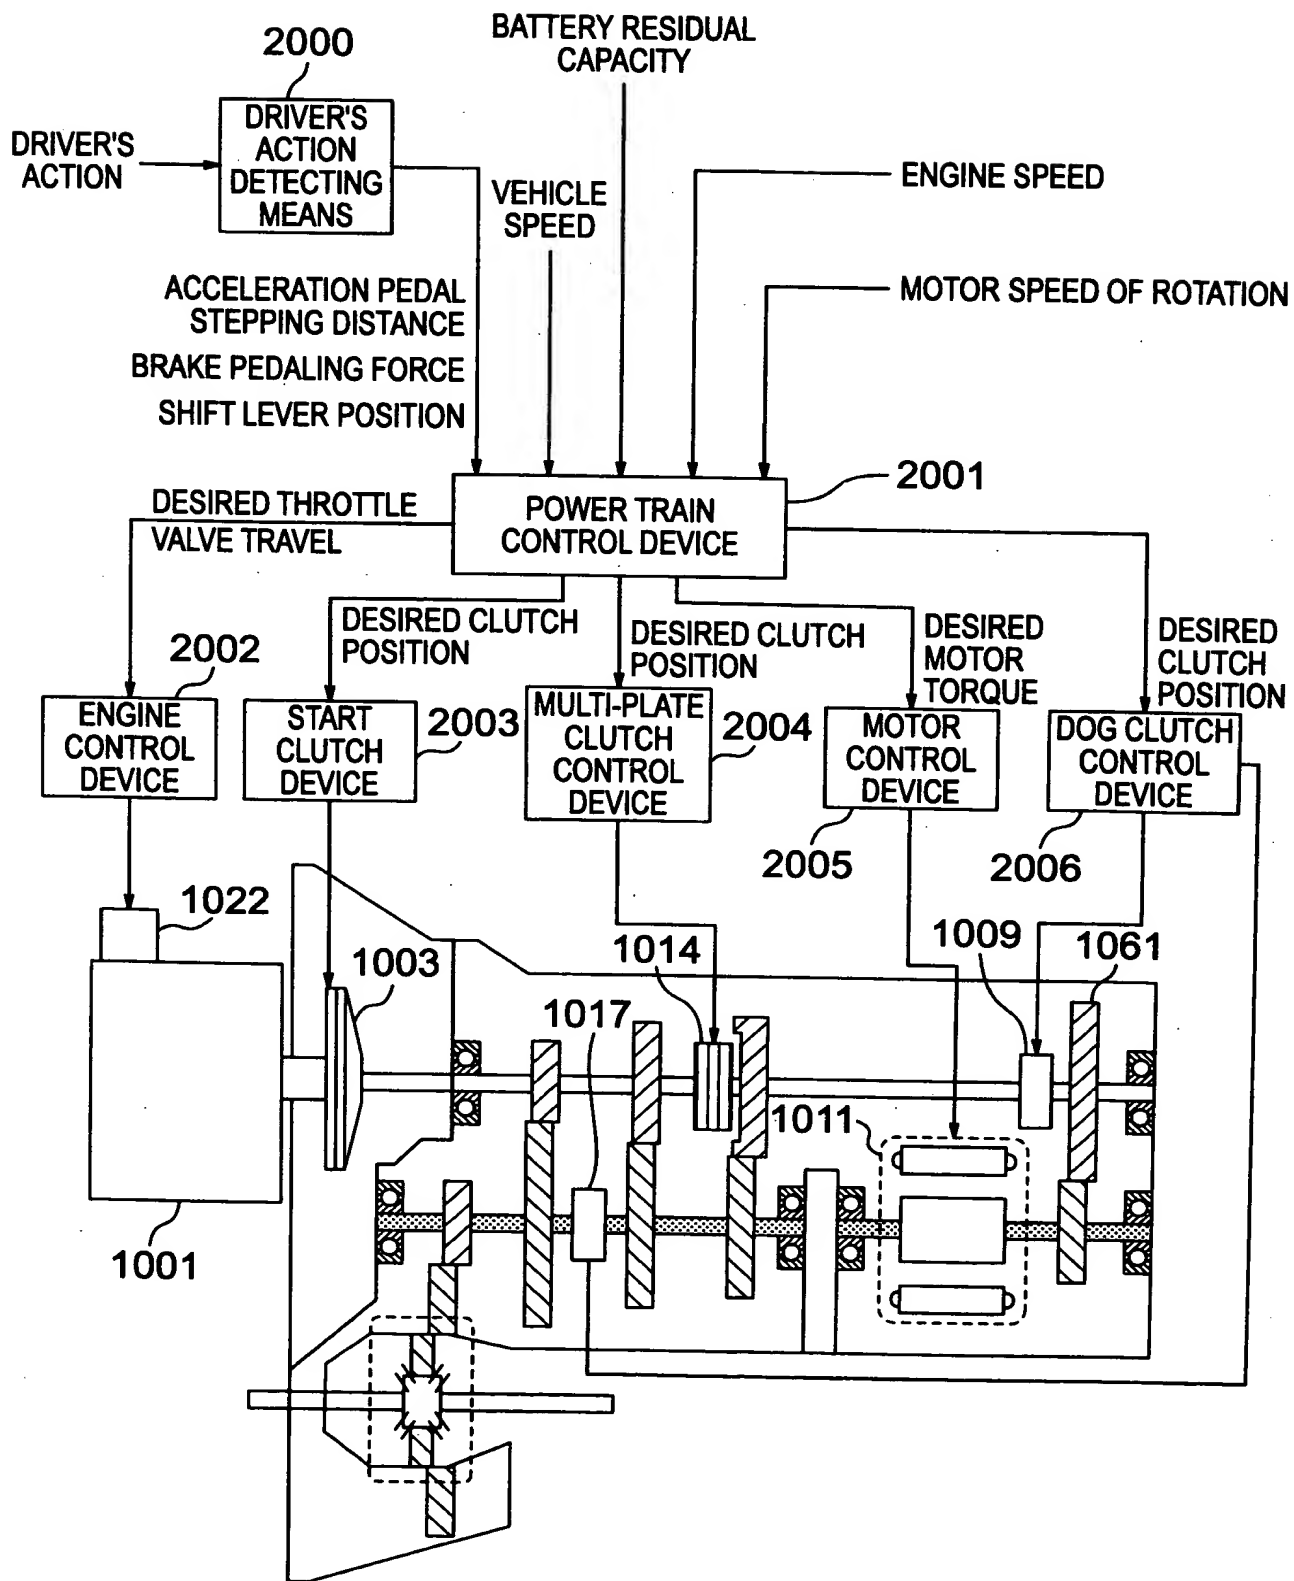 BATTERY RESIDUAL
CAPACITY
2000
DRIVER'S
ACTION
DRIVER'S
ACTION
DETECTING
MEANS
VEHICLE
SPEED
ENGINE SPEED
MOTOR SPEED OF ROTATION
ACCELERATION PEDAL
STEPPING DISTANCE
BRAKE PEDALING FORCE
SHIFT LEVER POSITION
2001
POWER TRAIN
CONTROL DEVICE
DESIRED THROTTLE
VALVE TRAVEL
DESIRED CLUTCH
POSITION
DESIRED CLUTCH
POSITION
DESIRED
MOTOR
TORQUE
DESIRED
CLUTCH
POSITION
2002
ENGINE
CONTROL
DEVICE
START
CLUTCH
DEVICE
2003
MULTI-PLATE
CLUTCH
CONTROL
DEVICE
2004
MOTOR
CONTROL
DEVICE
2005
DOG CLUTCH
CONTROL
DEVICE
2006
1022
1003
1014
1009
1061
1017
1011
1001